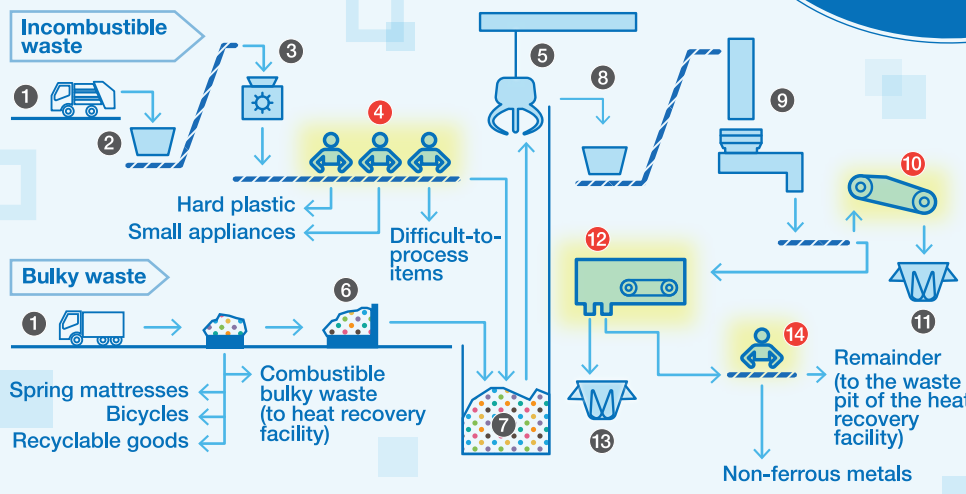 Incombustible
waste
1
2
3
4
5
8
9
10
Hard plastic
Small appliances
Difficult-to-
process
items
12
11
Bulky waste
1
6
14
Spring mattresses
Bicycles
Recyclable goods
Combustible
bulky waste
(to heat recovery
facility)
7
13
Remainder
(to the waste
pit of the heat
recovery
facility)
Non-ferrous metals